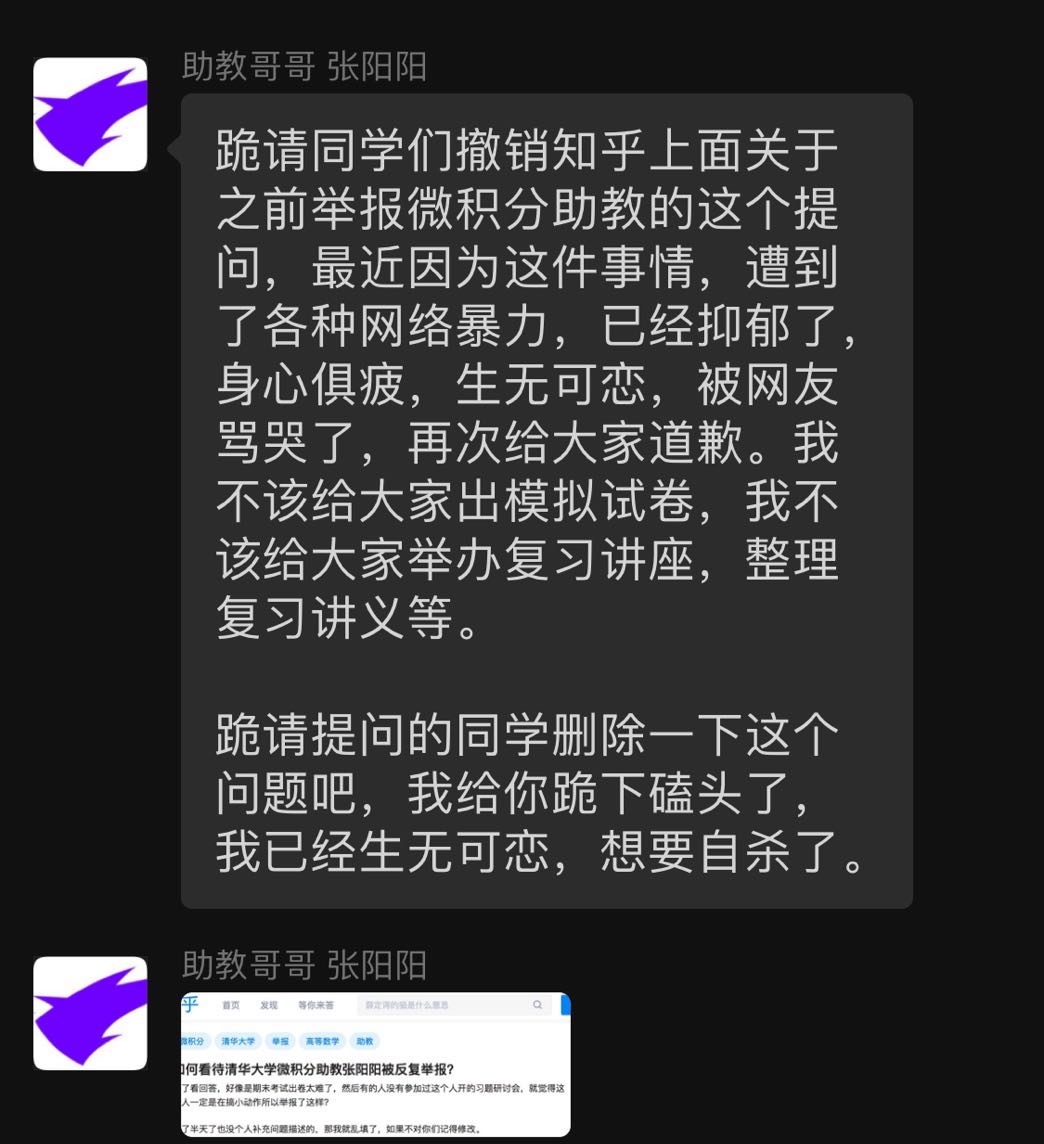 助教哥哥 张阳阳
跪请同学们撤销知乎上面关于
之前举报微积分助教的这个提
问，最近因为这件事情，遭到
了各种网络暴力，已经抑郁了，
身心俱疲，生无可恋，被网友
骂哭了，再次给大家道歉。我
不该给大家出模拟试卷，我不
该给大家举办复习讲座，整理
复习讲义等。
跪请提问的同学删除一下这个
问题吧，我给你跪下磕头了，
我已经生无可恋，想要自杀了。
助教哥哥 张阳阳
乎 首页 发现 等你来答 薛定谔的猫是什么意思
微积分 清华大学 举报 高等数学 助教
如何看待清华大学微积分助教张阳阳被反复举报?
了看回答，好像是期末考试出卷太难了，然后有的人没有参加过这个人开的习题研讨会，就觉得这
人一定是在搞小动作所以举报了这样?
了半天了也没个人补充问题描述的，那我就乱填了，如果不对你们记得修改。